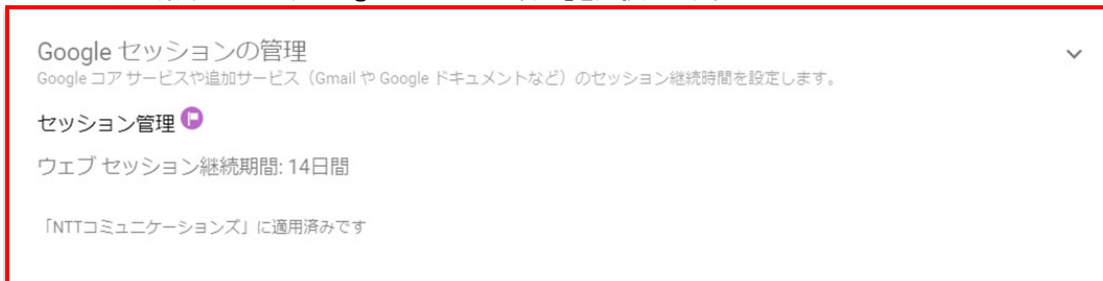 Google セッションの管理
Google コア サービスや追加サービス（Gmail や Google ドキュメントなど）のセッション継続時間を設定します。
セッション管理
ウェブ セッション継続期間: 14日間
「NTTコミュニケーションズ」に適用済みです